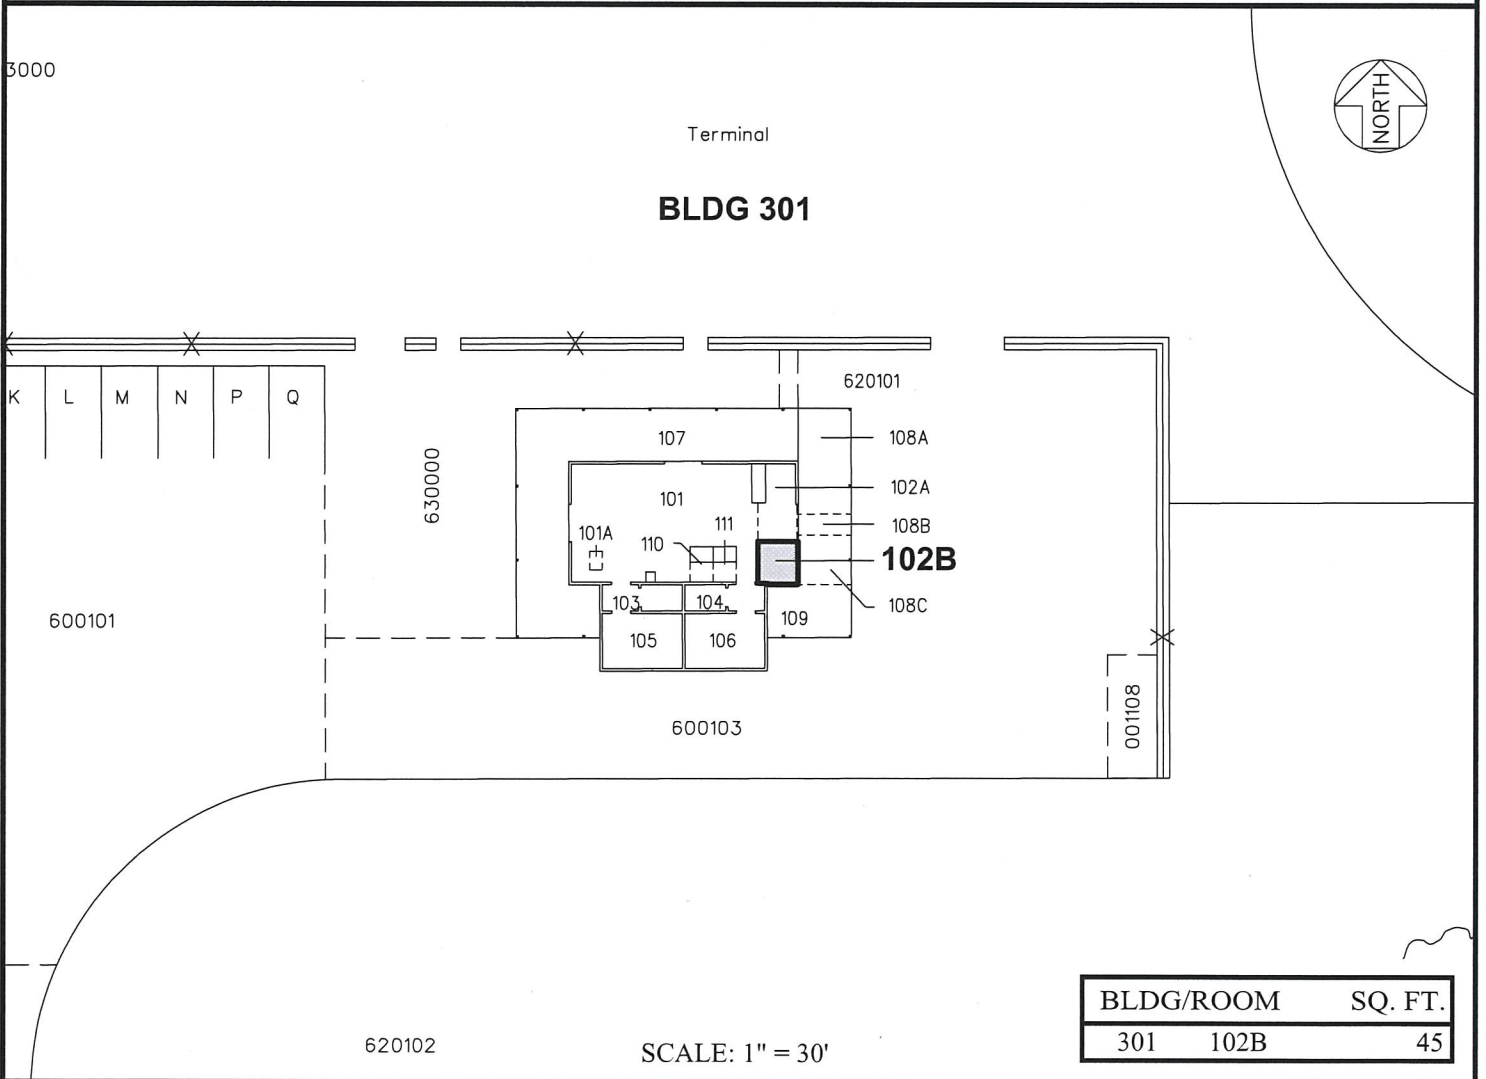 3000
NORTH
Terminal
BLDG 301
620101
K L M N P Q
107
108A
630000
102A
101
108B
111
101A
110
102B
103
104
108C
109
600101
105
106
001108
600103
BLDG/ROOM SQ. FT.
301 102B 45
620102
SCALE: 1" = 30'